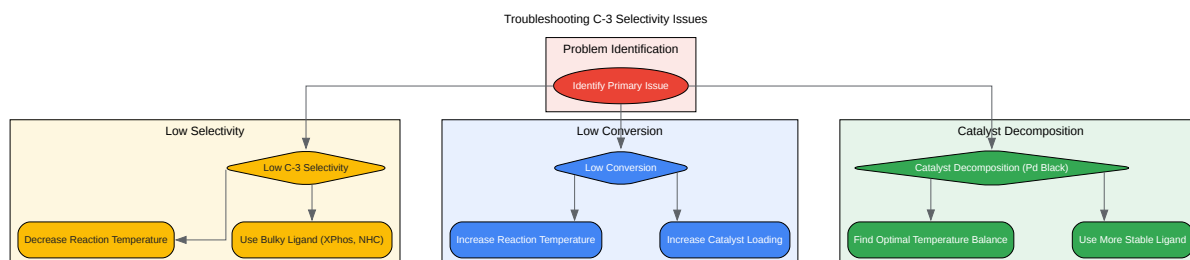 Troubleshooting C-3 Selectivity Issues
Problem Identification
Identify Primary Issue
Low Selectivity
Low C-3 Selectivity
Decrease Reaction Temperature
Use Bulky Ligand (XPhos, NHC)
Low Conversion
Low Conversion
Increase Reaction Temperature
Increase Catalyst Loading
Catalyst Decomposition
Catalyst Decomposition (Pd Black)
Find Optimal Temperature Balance
Use More Stable Ligand